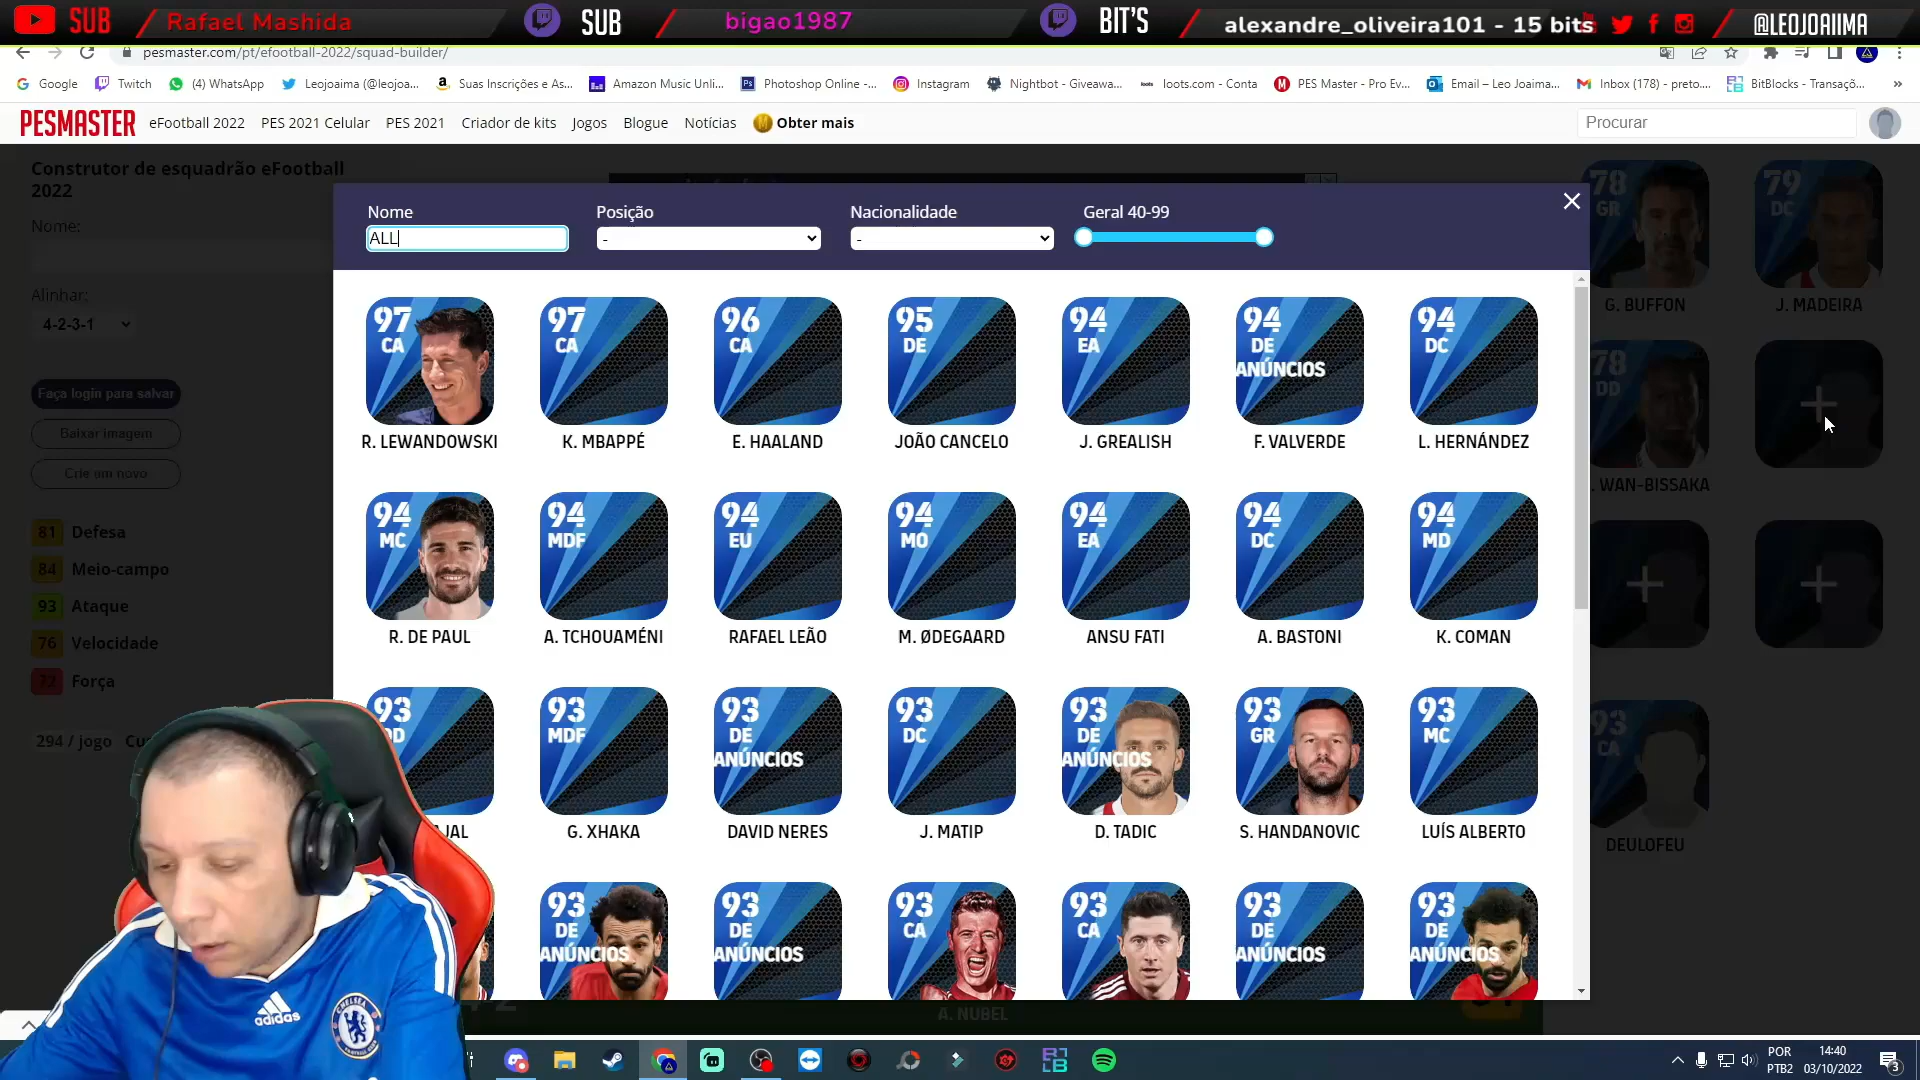 SUB Rafael Mashida SUB bigao1987 BIT'S alexandre_oliveira101 - 15 bits @LEOJOAIIMA
pesmaster.com/pt/efootball-2022/squad-builder/
Google Twitch (4) WhatsApp Leojoaima (@leojoa... Suas Inscrições e As... Amazon Music Unli... Photoshop Online -... Instagram Nightbot - Giveawa... loots.com - Conta PES Master - Pro Ev... Email – Leo Joaima... Inbox (178) - preto.... BitBlocks - Transaçõ... »
PESMASTER eFootball 2022 PES 2021 Celular PES 2021 Criador de kits Jogos Blogue Notícias Obter mais Procurar
Construtor de esquadrão eFootball
2022
Nome:
Alinhar:
4-2-3-1
Faça login para salvar
Baixar imagem
Crie um novo
81 Defesa
84 Meio-campo
93 Ataque
76 Velocidade
72 Força
294 / jogo
Nome Posição Nacionalidade Geral 40-99
ALL - -
97 CA 97 CA 96 CA 95 DE 94 EA 94 DE ANÚNCIOS 94 DC
R. LEWANDOWSKI K. MBAPPÉ E. HAALAND JOÃO CANCELO J. GREALISH F. VALVERDE L. HERNÁNDEZ
94 MC 94 MDF 94 EU 94 MO 94 EA 94 DC 94 MD
R. DE PAUL A. TCHOUAMÉNI RAFAEL LEÃO M. ØDEGAARD ANSU FATI A. BASTONI K. COMAN
93 93 MDF 93 DE ANÚNCIOS 93 DC 93 DE ANÚNCIOS 93 GR 93 MC
G. XHAKA DAVID NERES J. MATIP D. TADIC S. HANDANOVIC LUÍS ALBERTO
93 DE ANÚNCIOS 93 DE ANÚNCIOS 93 CA 93 CA 93 DE ANÚNCIOS 93 DE ANÚNCIOS
78 GR 79 DC
G. BUFFON J. MADEIRA
78 DD
WAN-BISSAKA
93 CA
DEULOFEU
A. NUBEL
adidas
CHELSEA
POR
PTB2
14:40
03/10/2022
3